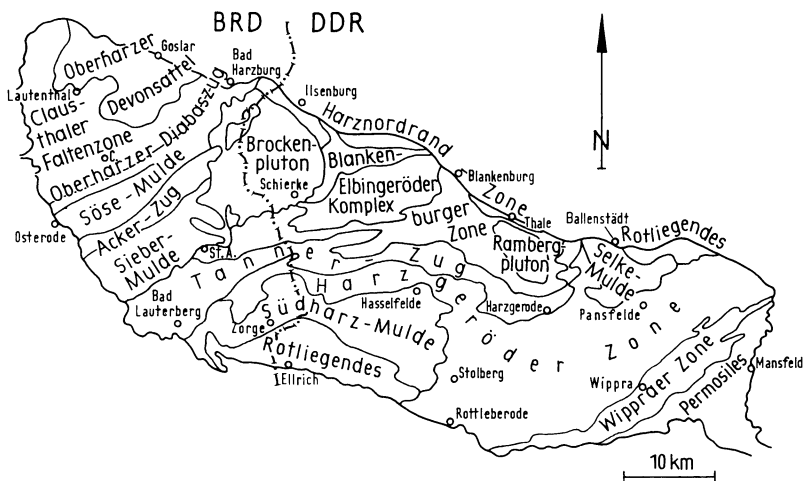 BRD DDR
Goslar
Bad
Harzburg
Oberharzer
Devonsattel
Lautenthal
Ilsenburg
Claus-
thaler
Faltenzone
Oberharzer Diabaszug
Harznordrand
Zone
N
Brocken-
pluton
Schierke
Blanken-
burger
Zone
Elbingeröder
Komplex
Blankenburg
Thale
Ballenstädt
Rotliegendes
Söse-Mulde
Acker-Zug
Osterode
Sieber-
Mulde
St.A.
Ramberg-
pluton
Selke-
Mulde
Tanner-Zug
Harzgeröder Zone
Bad
Lauterberg
Hasselfelde
Harzgerode
Pansfelde
Südharz-Mulde
Zorge
Rotliegendes
Ellrich
Stolberg
Wippra
Wippraer Zone
Permosiles
Mansfeld
Rottleberode
10 km